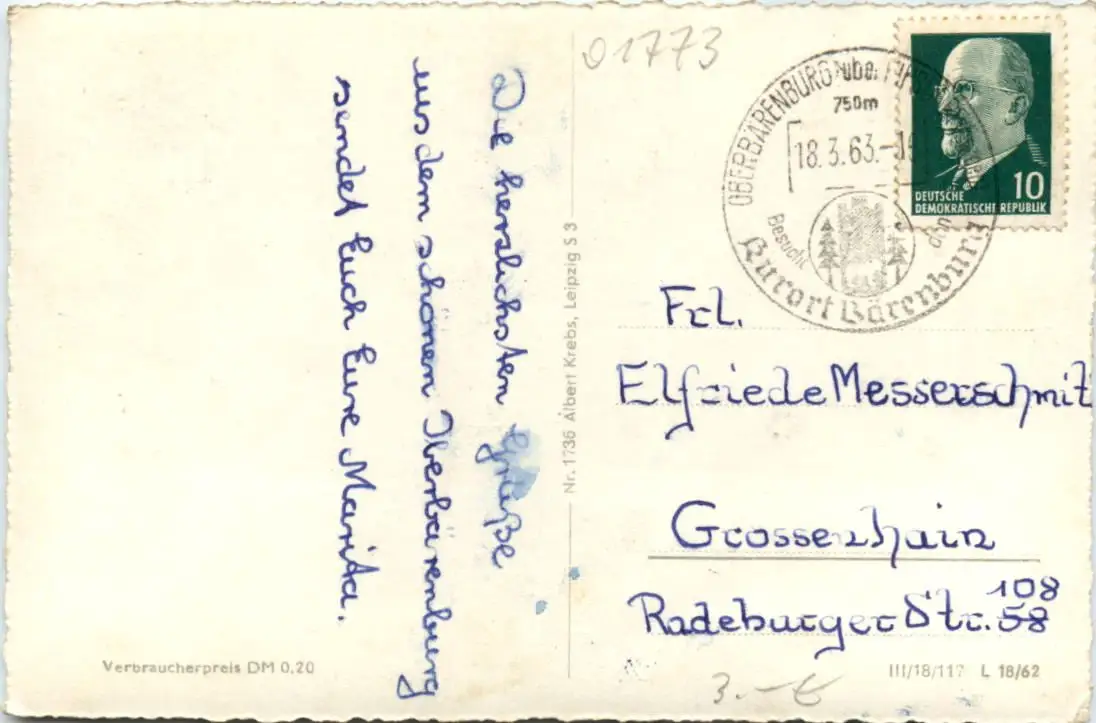 Die herzlichsten Grüße
aus dem schönen Oberbärenburg
sendet Euch Eure Marita.
Verbraucherpreis DM 0,20
Nr. 1736 Albert Krebs, Leipzig S 3
01773
OBERBÄRENBURG über
750m
18.3.63.-
Besucht den
Kurort Bärenburg
10
DEUTSCHE
DEMOKRATISCHE REPUBLIK
Frl.
Elfriede Messerschmit
Grossenhain
108
Radeburger Str. 58
III/18/117 L 18/62
3.-€